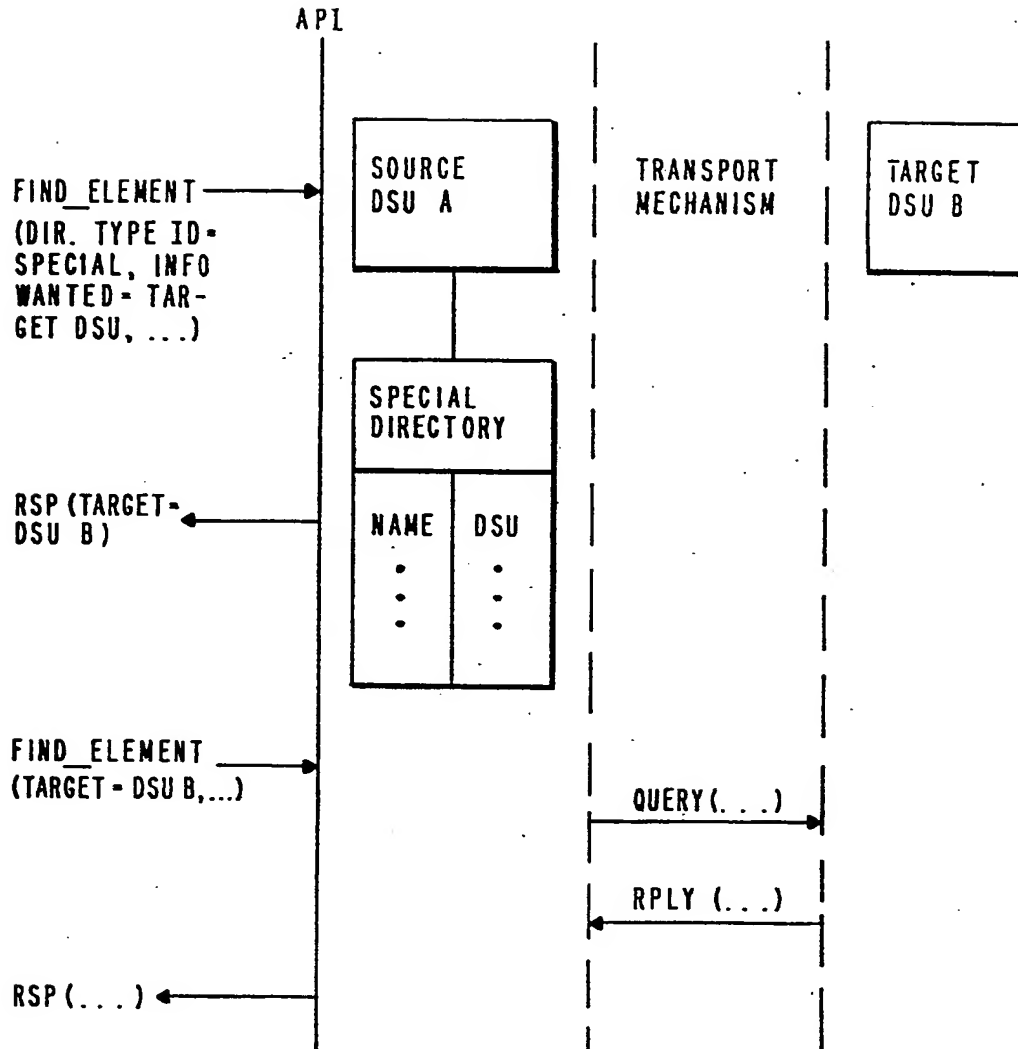 API
FIND_ELEMENT
(DIR. TYPE ID=
SPECIAL, INFO
WANTED= TAR-
GET DSU, ...)
SOURCE
DSU A
TRANSPORT
MECHANISM
TARGET
DSU B
SPECIAL
DIRECTORY
NAME
DSU
RSP (TARGET=
DSU B)
FIND_ELEMENT
(TARGET = DSU B,...)
QUERY(...)
RPLY (...)
RSP (...)